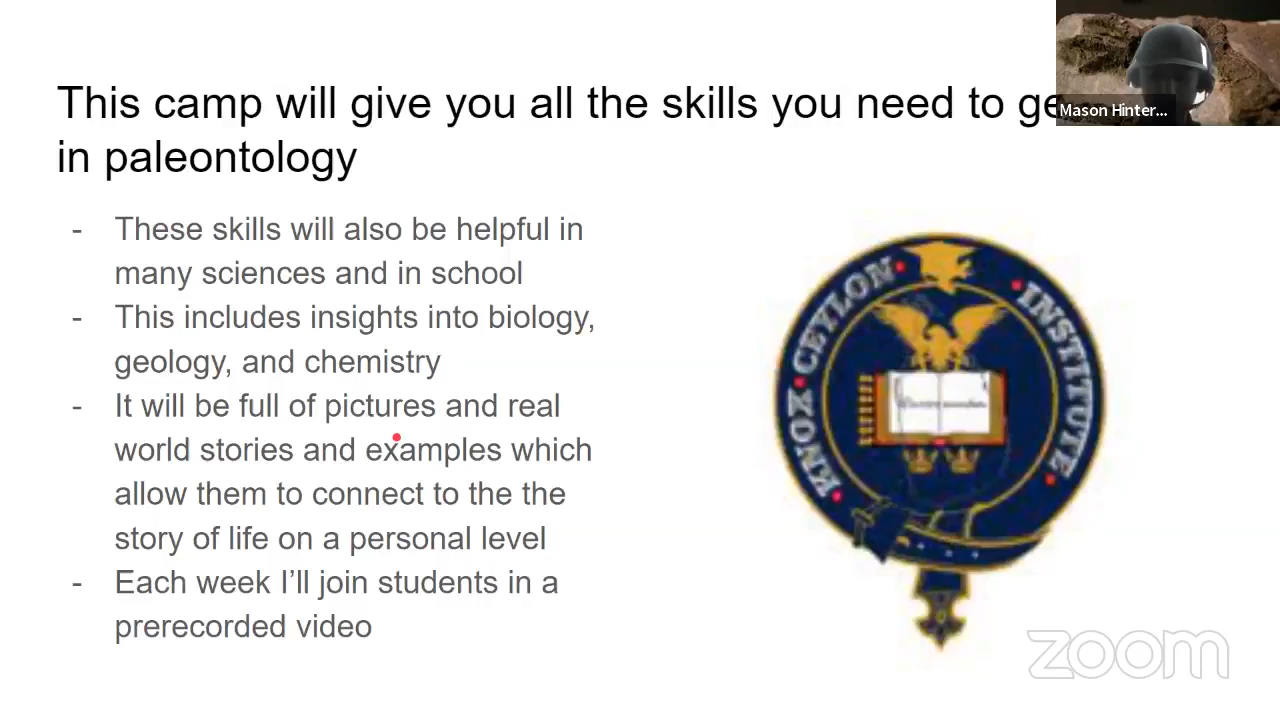 This camp will give you all the skills you need to ge
in paleontology
Mason Hinter...
- These skills will also be helpful in
many sciences and in school
- This includes insights into biology,
geology, and chemistry
- It will be full of pictures and real
world stories and examples which
allow them to connect to the the
story of life on a personal level
- Each week I’ll join students in a
prerecorded video
KNOX CEYLON INSTITUTE
zoom